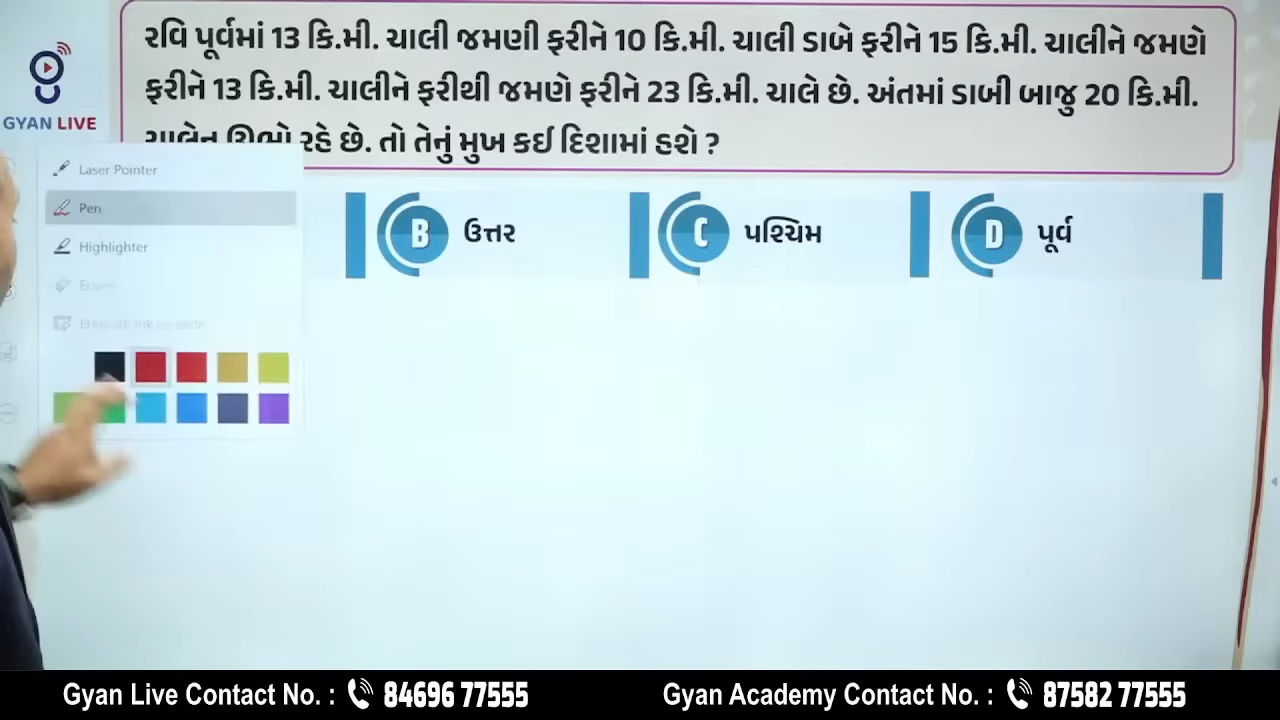 રવિ પૂર્વમાં 13 કિ.મી. ચાલી જમણી ફરીને 10 કિ.મી. ચાલી ડાબે ફરીને 15 કિ.મી. ચાલીને જમણે
ફરીને 13 કિ.મી. ચાલીને ફરીથી જમણે ફરીને 23 કિ.મી. ચાલે છે. અંતમાં ડાબી બાજુ 20 કિ.મી.
રહે છે. તો તેનું મુખ કઈ દિશામાં હશે ?
GYAN LIVE
Laser Pointer
Pen
Highlighter
Eraser
B ઉત્તર
C પશ્ચિમ
D પૂર્વ
Gyan Live Contact No. : 84696 77555
Gyan Academy Contact No. : 87582 77555